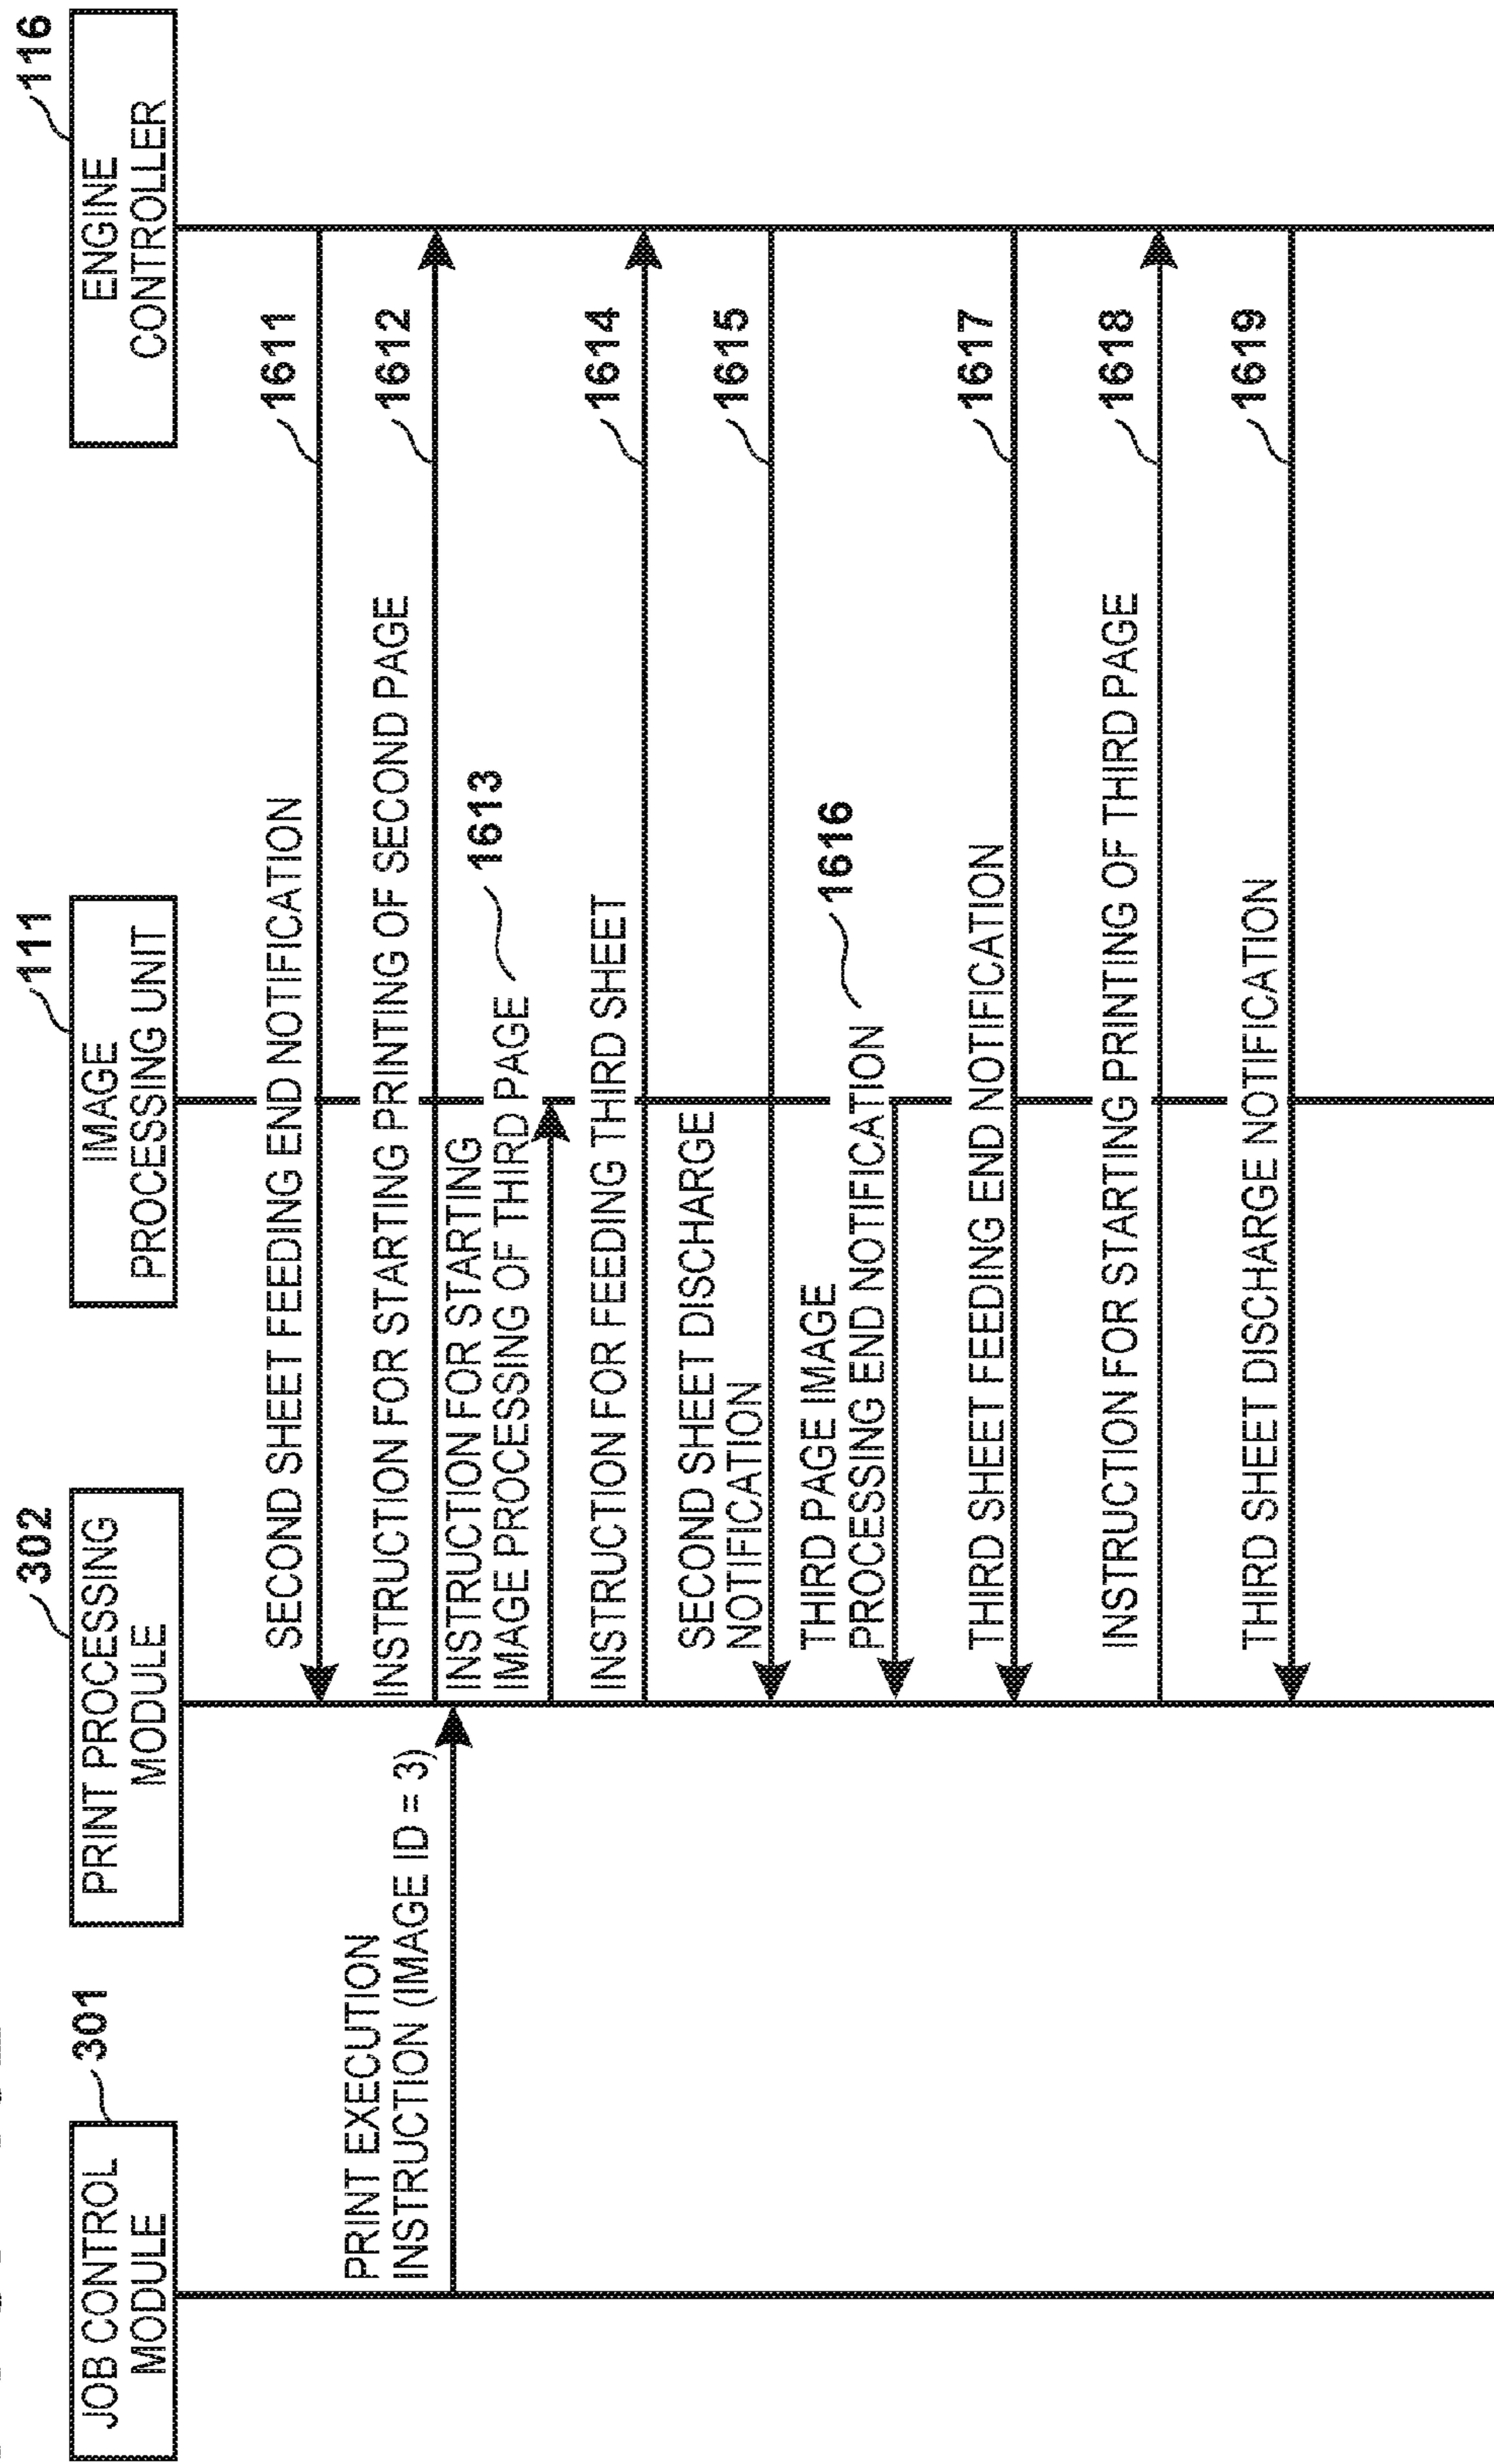 JOB CONTROL
MODULE
301
PRINT PROCESSING
MODULE
302
IMAGE
PROCESSING UNIT
111
ENGINE
CONTROLLER
116
SECOND SHEET FEEDING END NOTIFICATION
1611
PRINT EXECUTION
INSTRUCTION (IMAGE ID = 3)
INSTRUCTION FOR STARTING PRINTING OF SECOND PAGE
1612
INSTRUCTION FOR STARTING
IMAGE PROCESSING OF THIRD PAGE
1613
INSTRUCTION FOR FEEDING THIRD SHEET
1614
SECOND SHEET DISCHARGE
NOTIFICATION
1615
THIRD PAGE IMAGE
PROCESSING END NOTIFICATION
1616
THIRD SHEET FEEDING END NOTIFICATION
1617
INSTRUCTION FOR STARTING PRINTING OF THIRD PAGE
1618
THIRD SHEET DISCHARGE NOTIFICATION
1619